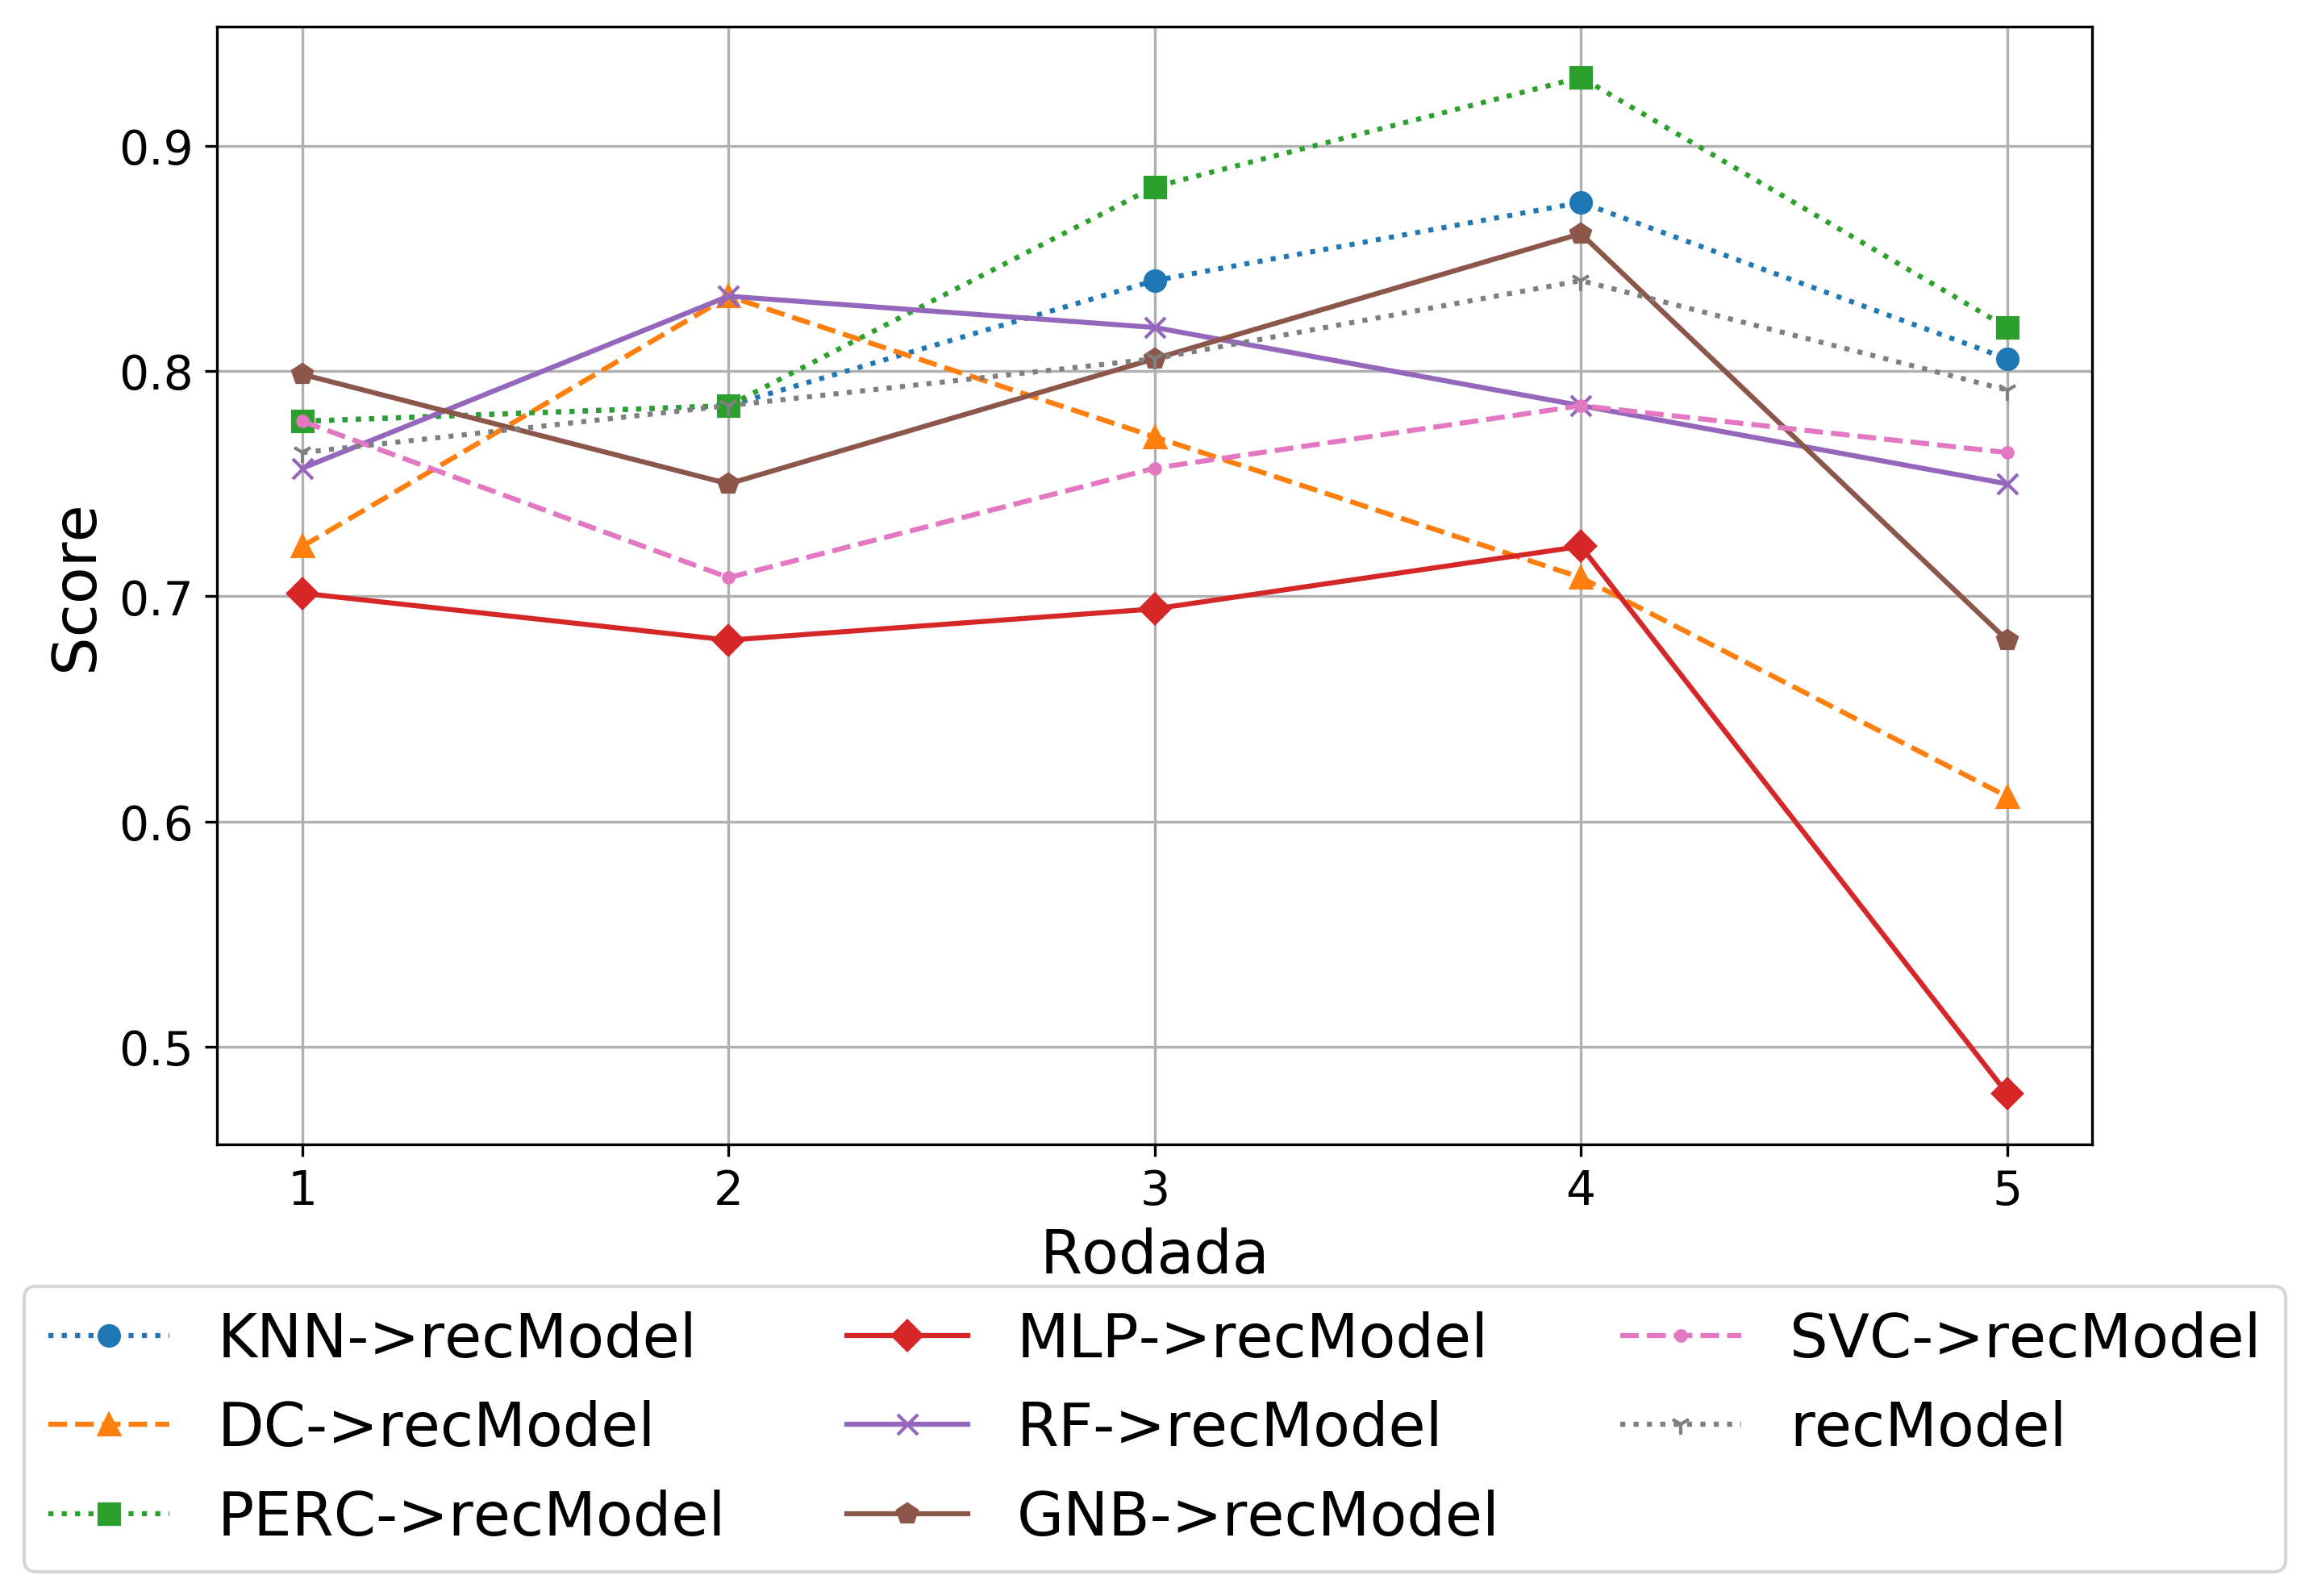 Score
0.9
0.8
0.7
0.6
0.5
1 2 3 4 5
Rodada
KNN->recModel MLP->recModel SVC->recModel
DC->recModel RF->recModel recModel
PERC->recModel GNB->recModel